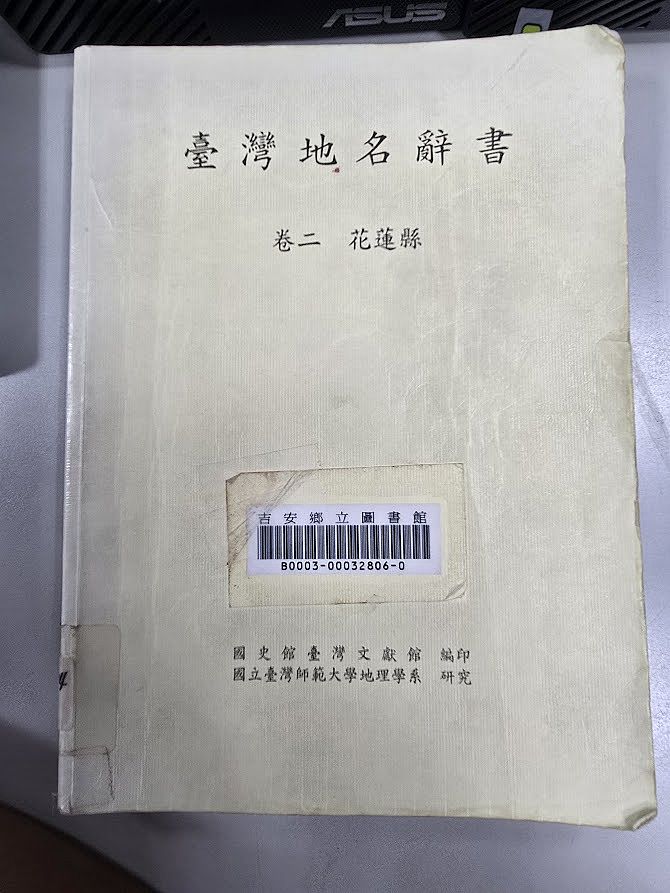 ASUS
臺灣地名辭書
卷二 花蓮縣
吉安鄉立圖書館
B0003-00032806-0
國史館臺灣文獻館 編印
國立臺灣師範大學地理學系 研究
4